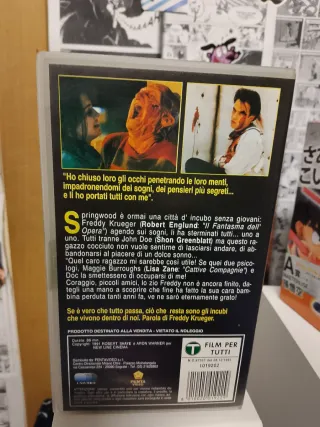 "Ho chiuso loro gli occhi penetrando le loro menti,
impadronendomi dei sogni, dei pensieri più segreti...
e li ho portati tutti con me".
Springwood è ormai una città d' incubo senza giovani:
Freddy Krueger (Robert Englund: "Il Fantasma dell'
Opera") agendo sui sogni, li ha sterminati tutti... uno a
uno. Tutti tranne John Doe (Shon Greenblatt) ma questo ra-
gazzo cocciuto non vuole sentirne di lasciarsi andare, di ab-
bandonarsi al piacere di un dolce sonno...
"Quel caro ragazzo mi sarebbe così utile! Se quei due psico-
logi, Maggie Burroughs (Lisa Zane: "Cattive Compagnie") e
Doc la smettessero di occuparsi di me!
Coraggio, piccoli amici, lo zio Freddy non è ancora finito, da-
tegli una mano a scoprire che fine ha fatto la sua cara bam-
bina perduta tanti anni fa, ve ne sarò eternamente grato!
Se è vero che tutto passa, ciò che resta sono gli incubi
che vivono dentro di noi. Parola di Freddy Krueger.
PRODOTTO DESTINATO ALLA VENDITA - VIETATO IL NOLEGGIO
T
FILM PER
TUTTI